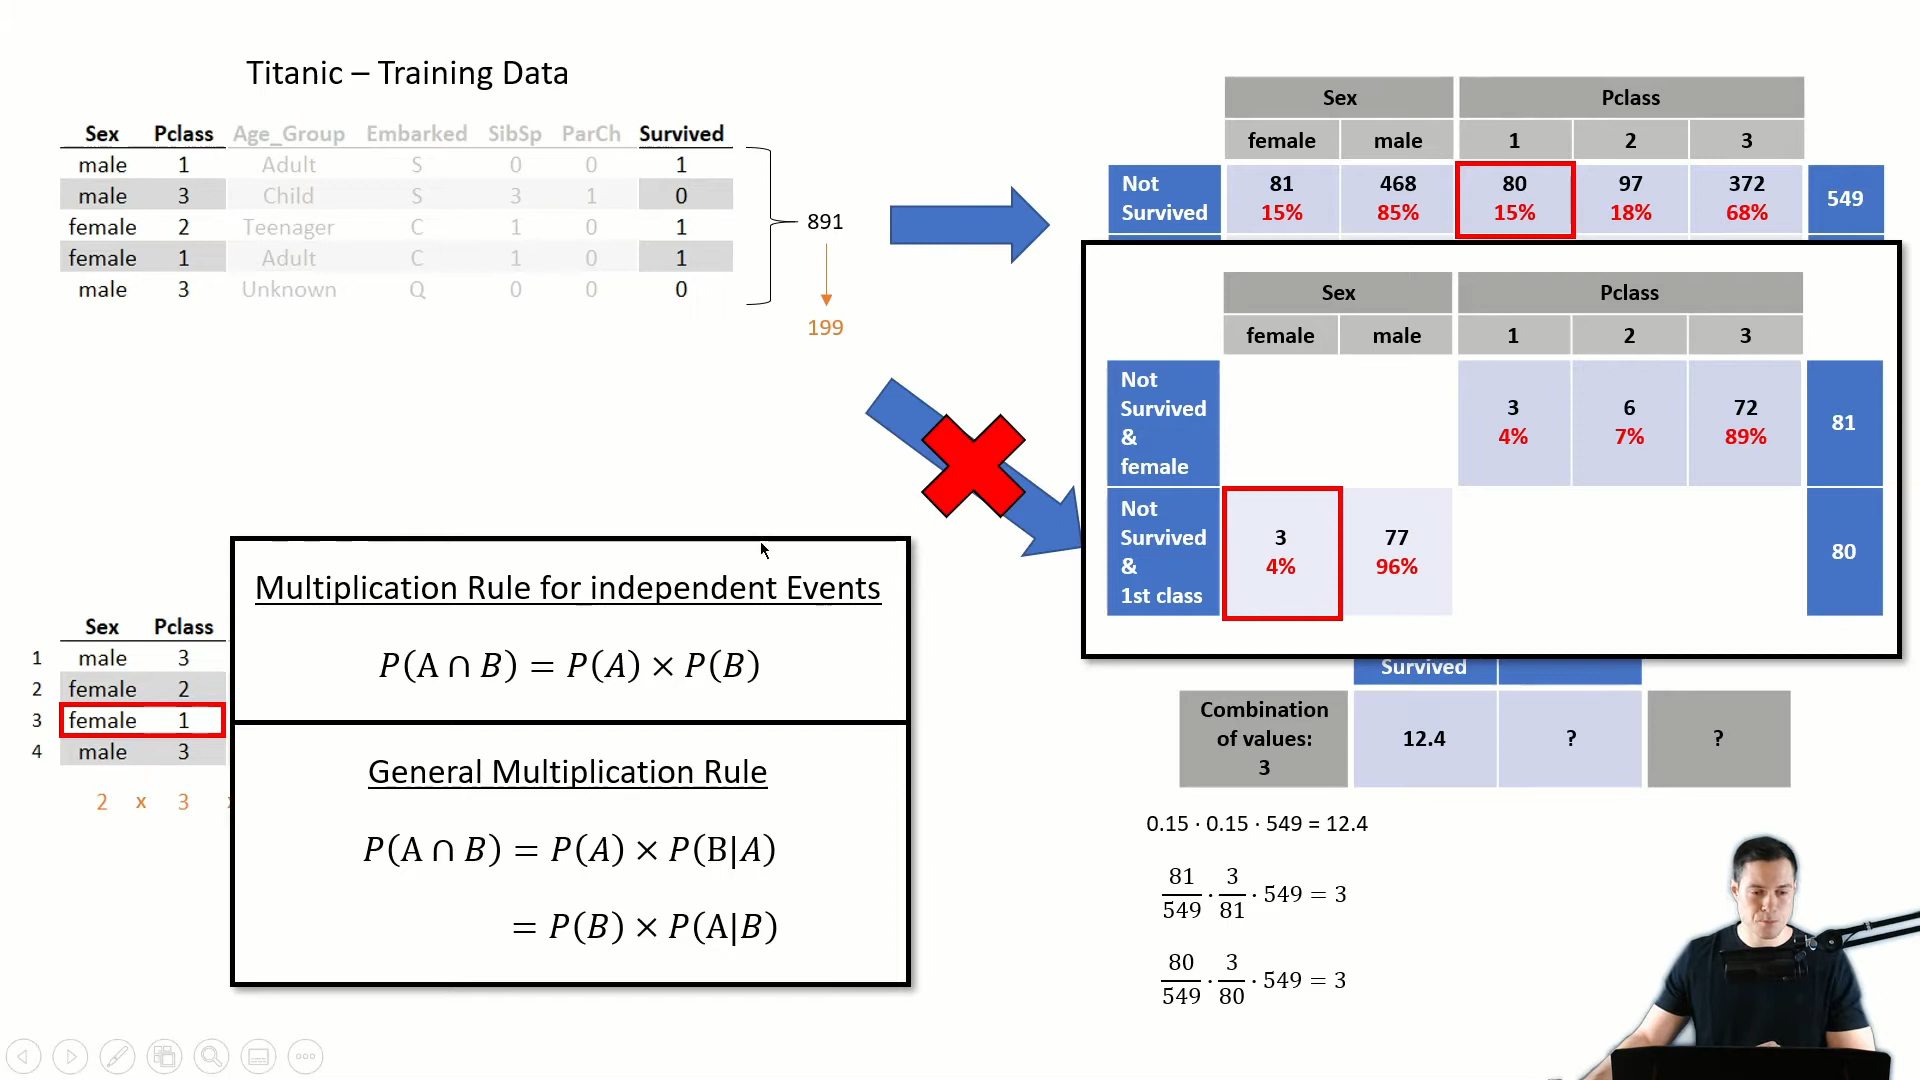 Titanic – Training Data
Sex Pclass Age_Group Embarked SibSp ParCh Survived
male 1 Adult S 0 0 1
male 3 Child S 3 1 0
female 2 Teenager C 1 0 1
female 1 Adult C 1 0 1
male 3 Unknown Q 0 0 0
891
199
Sex Pclass
female male 1 2 3
Not Survived 81 468 80 97 372 549
15% 85% 15% 18% 68%
Sex Pclass
female male 1 2 3
Not
Survived
&
female
3 6 72 81
4% 7% 89%
Not
Survived
&
1st class
3 77 80
4% 96%
Survived
Combination
of values:
3
12.4 ? ?
0.15 · 0.15 · 549 = 12.4
81/549 · 3/81 · 549 = 3
80/549 · 3/80 · 549 = 3
Sex Pclass
1 male 3
2 female 2
3 female 1
4 male 3
2 x 3
Multiplication Rule for independent Events
P(A ∩ B) = P(A) × P(B)
General Multiplication Rule
P(A ∩ B) = P(A) × P(B|A)
= P(B) × P(A|B)